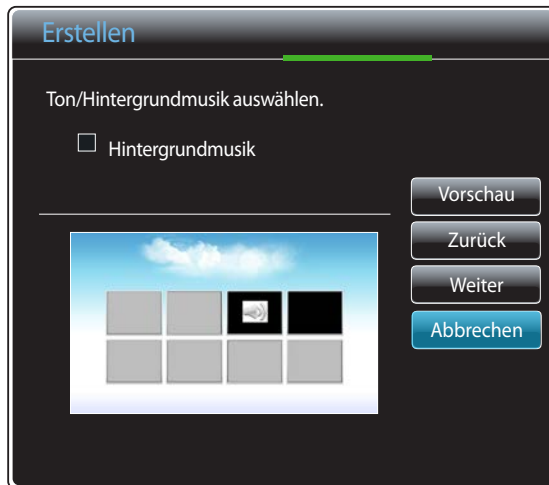 Erstellen
Ton/Hintergrundmusik auswählen.
Hintergrundmusik
Vorschau
Zurück
Weiter
Abbrechen